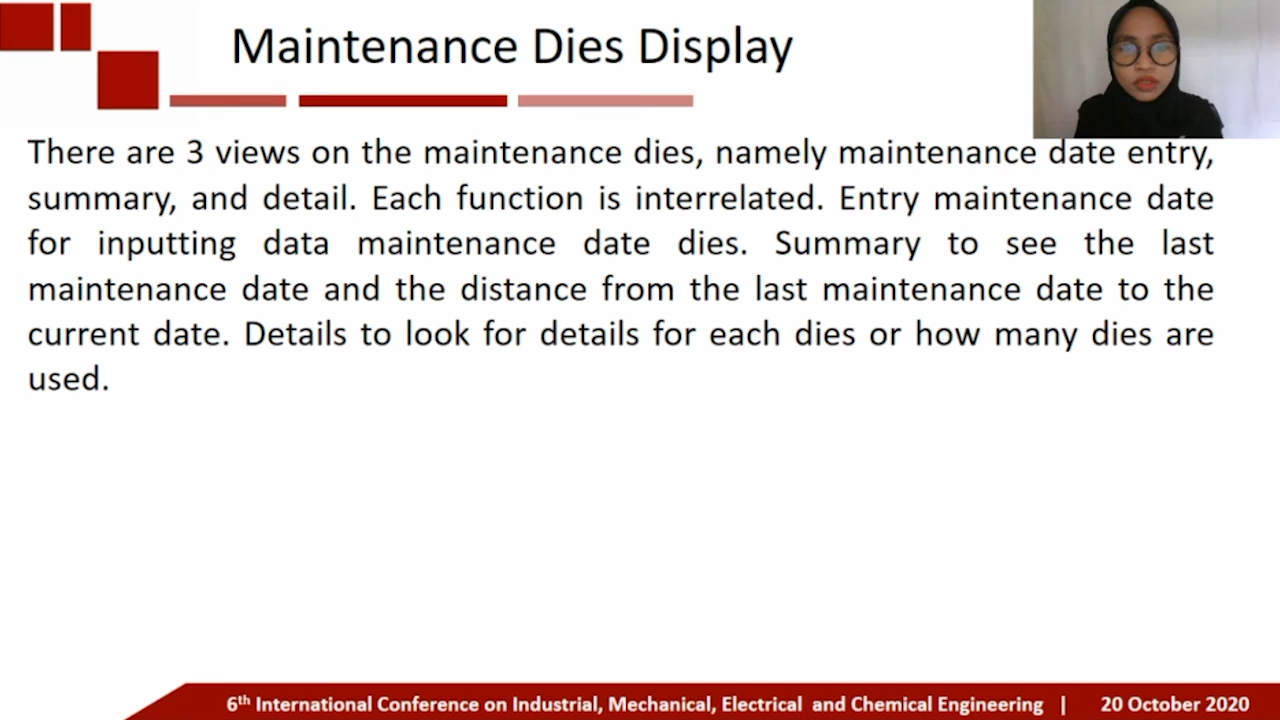 Maintenance Dies Display
There are 3 views on the maintenance dies, namely maintenance date entry,
summary, and detail. Each function is interrelated. Entry maintenance date
for inputting data maintenance date dies. Summary to see the last
maintenance date and the distance from the last maintenance date to the
current date. Details to look for details for each dies or how many dies are
used.
6th International Conference on Industrial, Mechanical, Electrical and Chemical Engineering | 20 October 2020